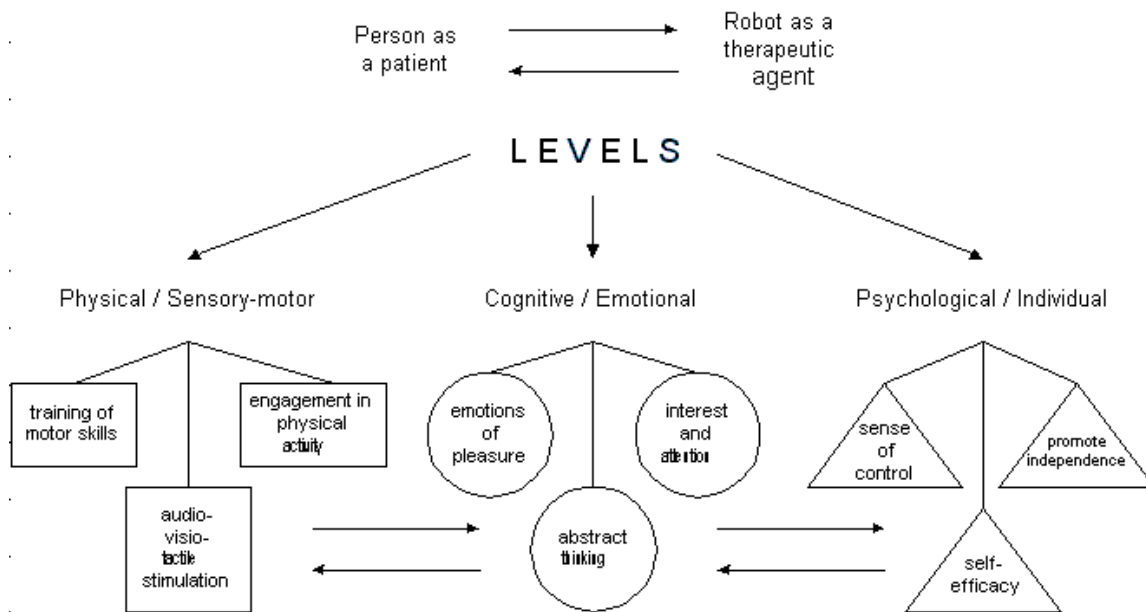 Person as
a patient
Robot as a
therapeutic
agent
LEVELS
Physical / Sensory-motor
Cognitive / Emotional
Psychological / Individual
training of
motor skills
engagement in
physical
activity
audio-
visio-
tactile
stimulation
emotions
of
pleasure
interest
and
attention
abstract
thinking
sense
of
control
promote
independence
self-
efficacy